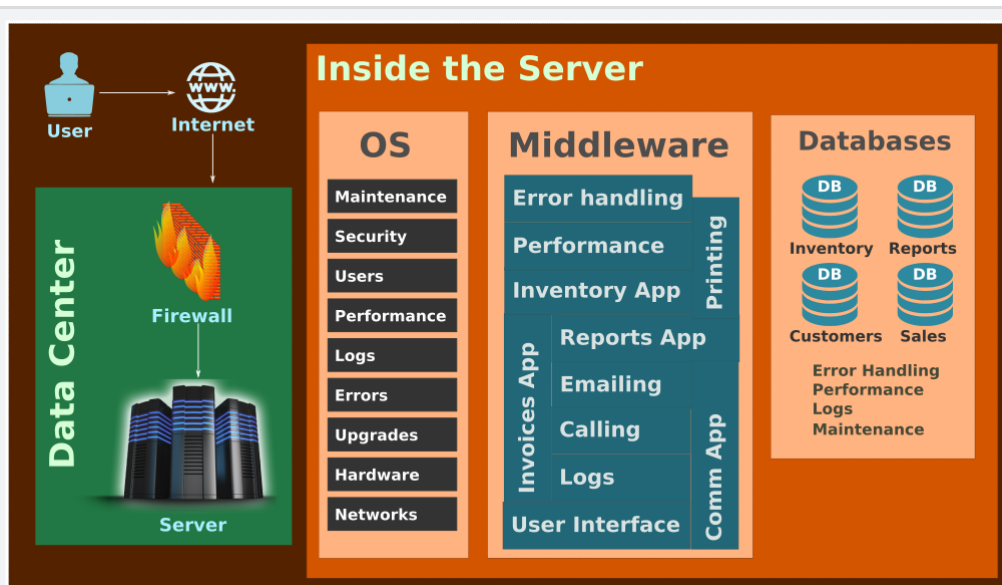 User
WWW.
Internet
Data Center
Firewall
Server
Inside the Server
OS
Maintenance
Security
Users
Performance
Logs
Errors
Upgrades
Hardware
Networks
Middleware
Error handling
Performance
Inventory App
Printing
Reports App
Invoices App
Emailing
Calling
Logs
Comm App
User Interface
Databases
DB
Inventory
DB
Reports
DB
Customers
DB
Sales
Error Handling
Performance
Logs
Maintenance